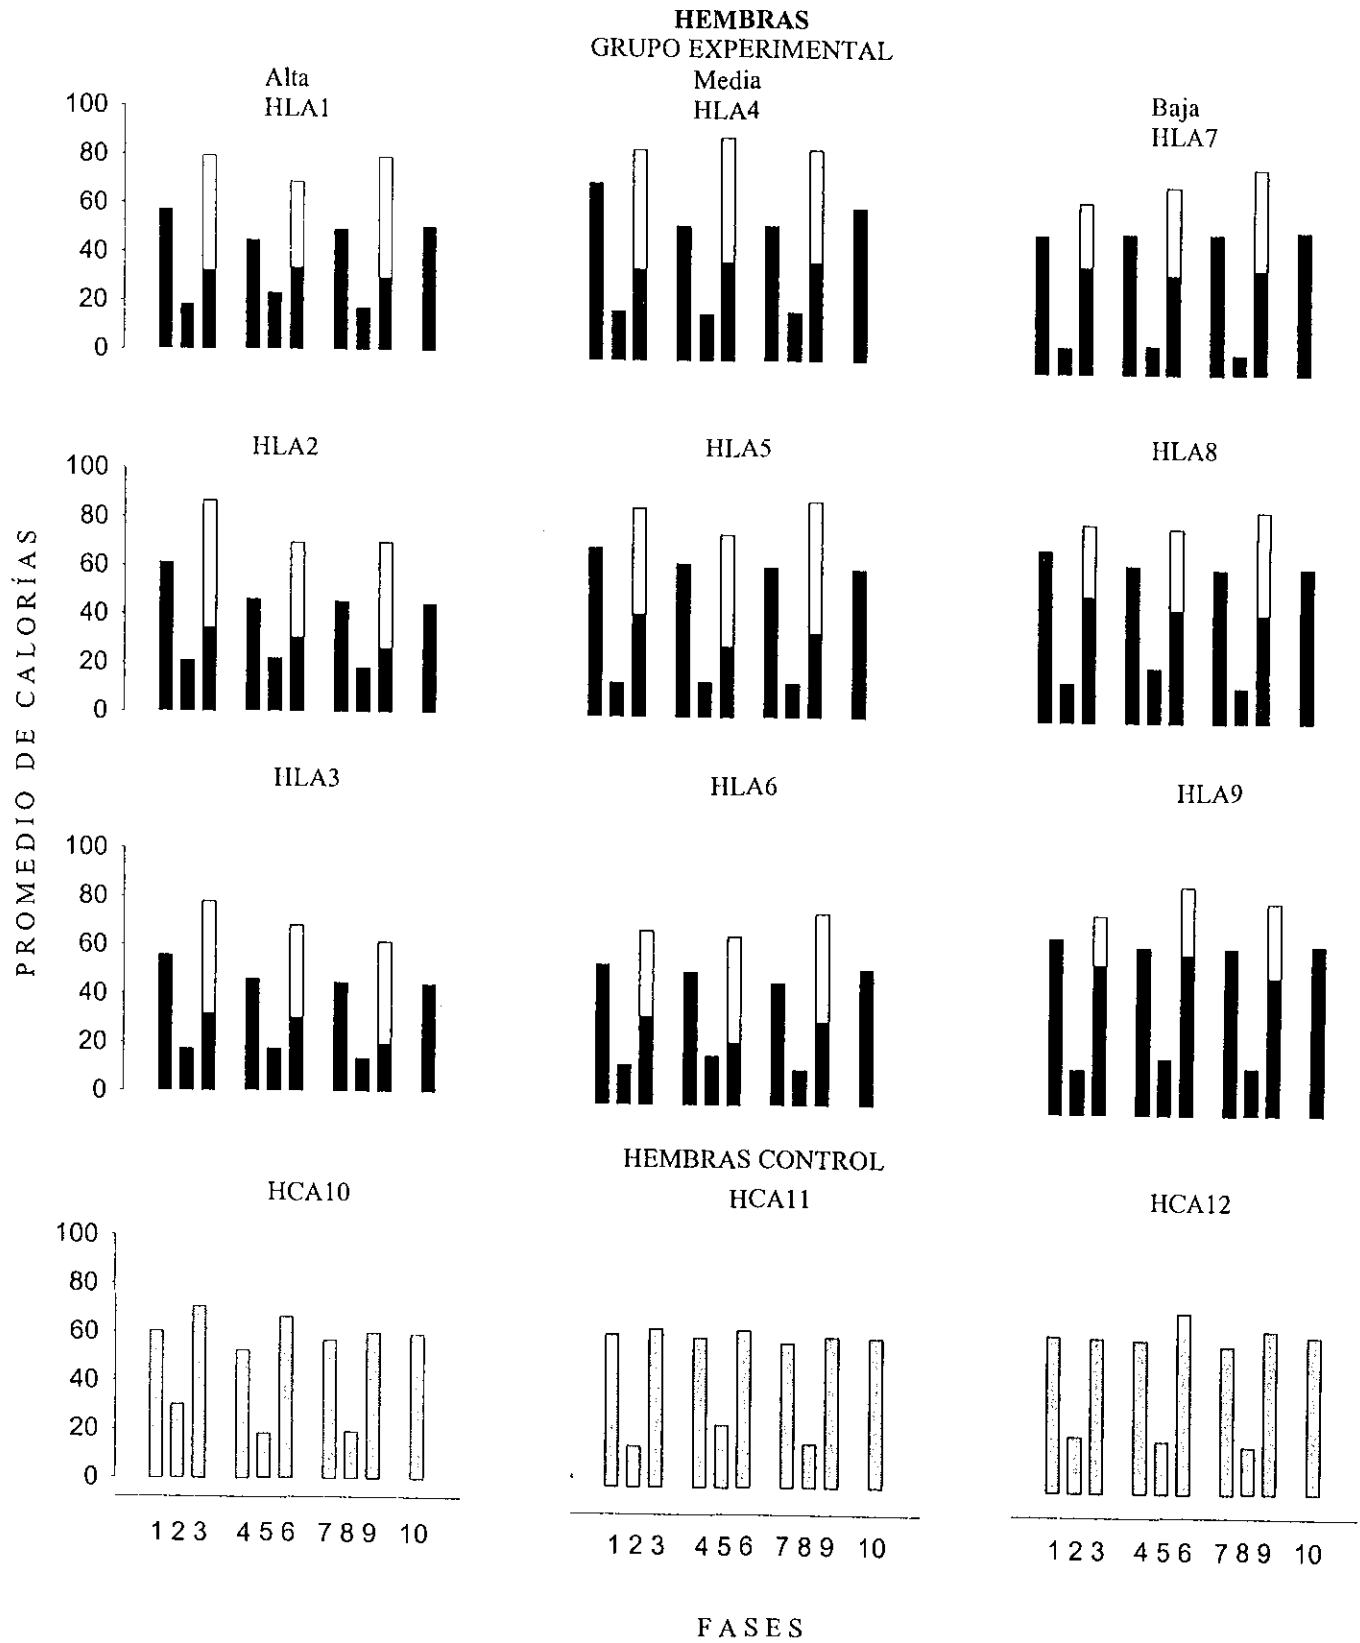 HEMBRAS
GRUPO EXPERIMENTAL
Alta
HLA1
Media
HLA4
Baja
HLA7
100
80
60
40
20
0
HLA2
HLA5
HLA8
100
80
60
40
20
0
HLA3
HLA6
HLA9
100
80
60
40
20
0
PROMEDIO DE CALORÍAS
HEMBRAS CONTROL
HCA10
HCA11
HCA12
100
80
60
40
20
0
1 2 3 4 5 6 7 8 9 10
1 2 3 4 5 6 7 8 9 10
1 2 3 4 5 6 7 8 9 10
FASES